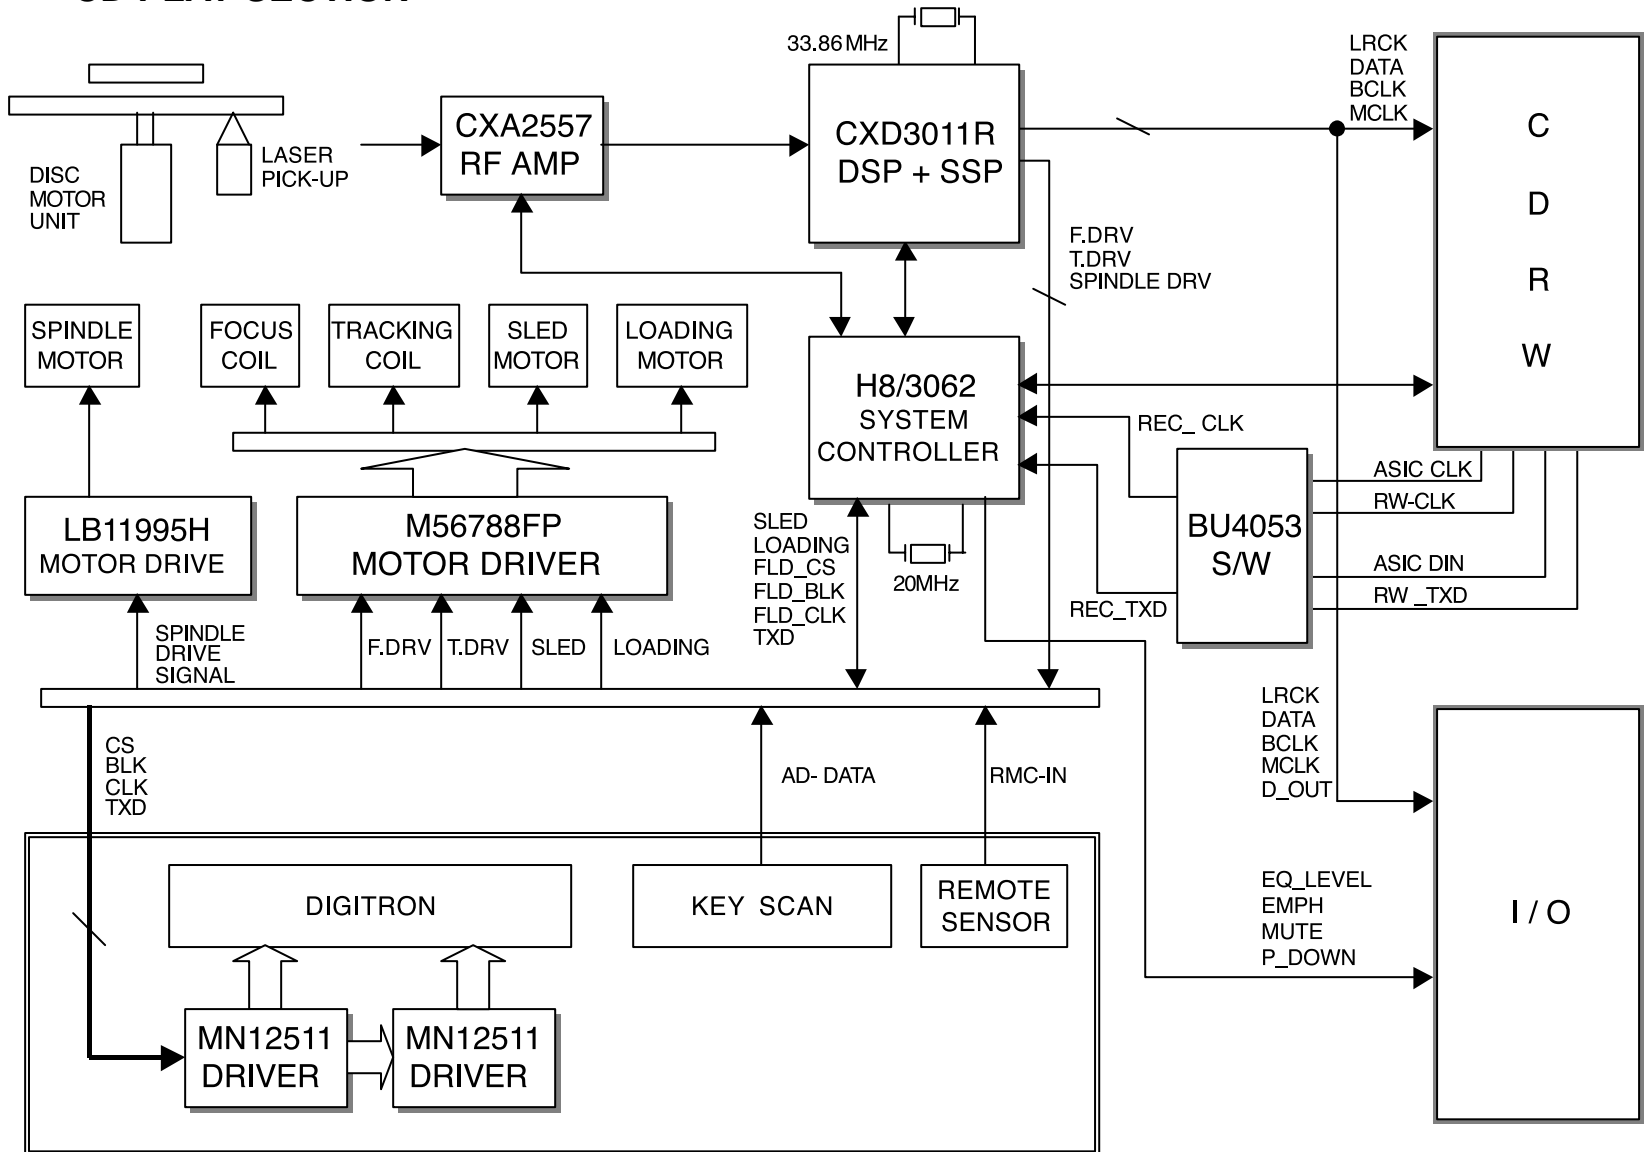 33.86MHz
LRCK
DATA
BCLK
MCLK
CXA2557
RF AMP
CXD3011R
DSP + SSP
C
D
R
W
LASER
PICK-UP
DISC
MOTOR
UNIT
F.DRV
T.DRV
SPINDLE DRV
SPINDLE
MOTOR
FOCUS
COIL
TRACKING
COIL
SLED
MOTOR
LOADING
MOTOR
H8/3062
SYSTEM
CONTROLLER
REC_ CLK
ASIC CLK
RW-CLK
LB11995H
MOTOR DRIVE
M56788FP
MOTOR DRIVER
SLED
LOADING
FLD_CS
FLD_BLK
FLD_CLK
TXD
20MHz
BU4053
S/W
ASIC DIN
RW _TXD
REC_TXD
SPINDLE
DRIVE
SIGNAL
F.DRV
T.DRV
SLED
LOADING
LRCK
DATA
BCLK
MCLK
D_OUT
CS
BLK
CLK
TXD
AD- DATA
RMC-IN
DIGITRON
KEY SCAN
REMOTE
SENSOR
EQ_LEVEL
EMPH
MUTE
P_DOWN
I / O
MN12511
DRIVER
MN12511
DRIVER